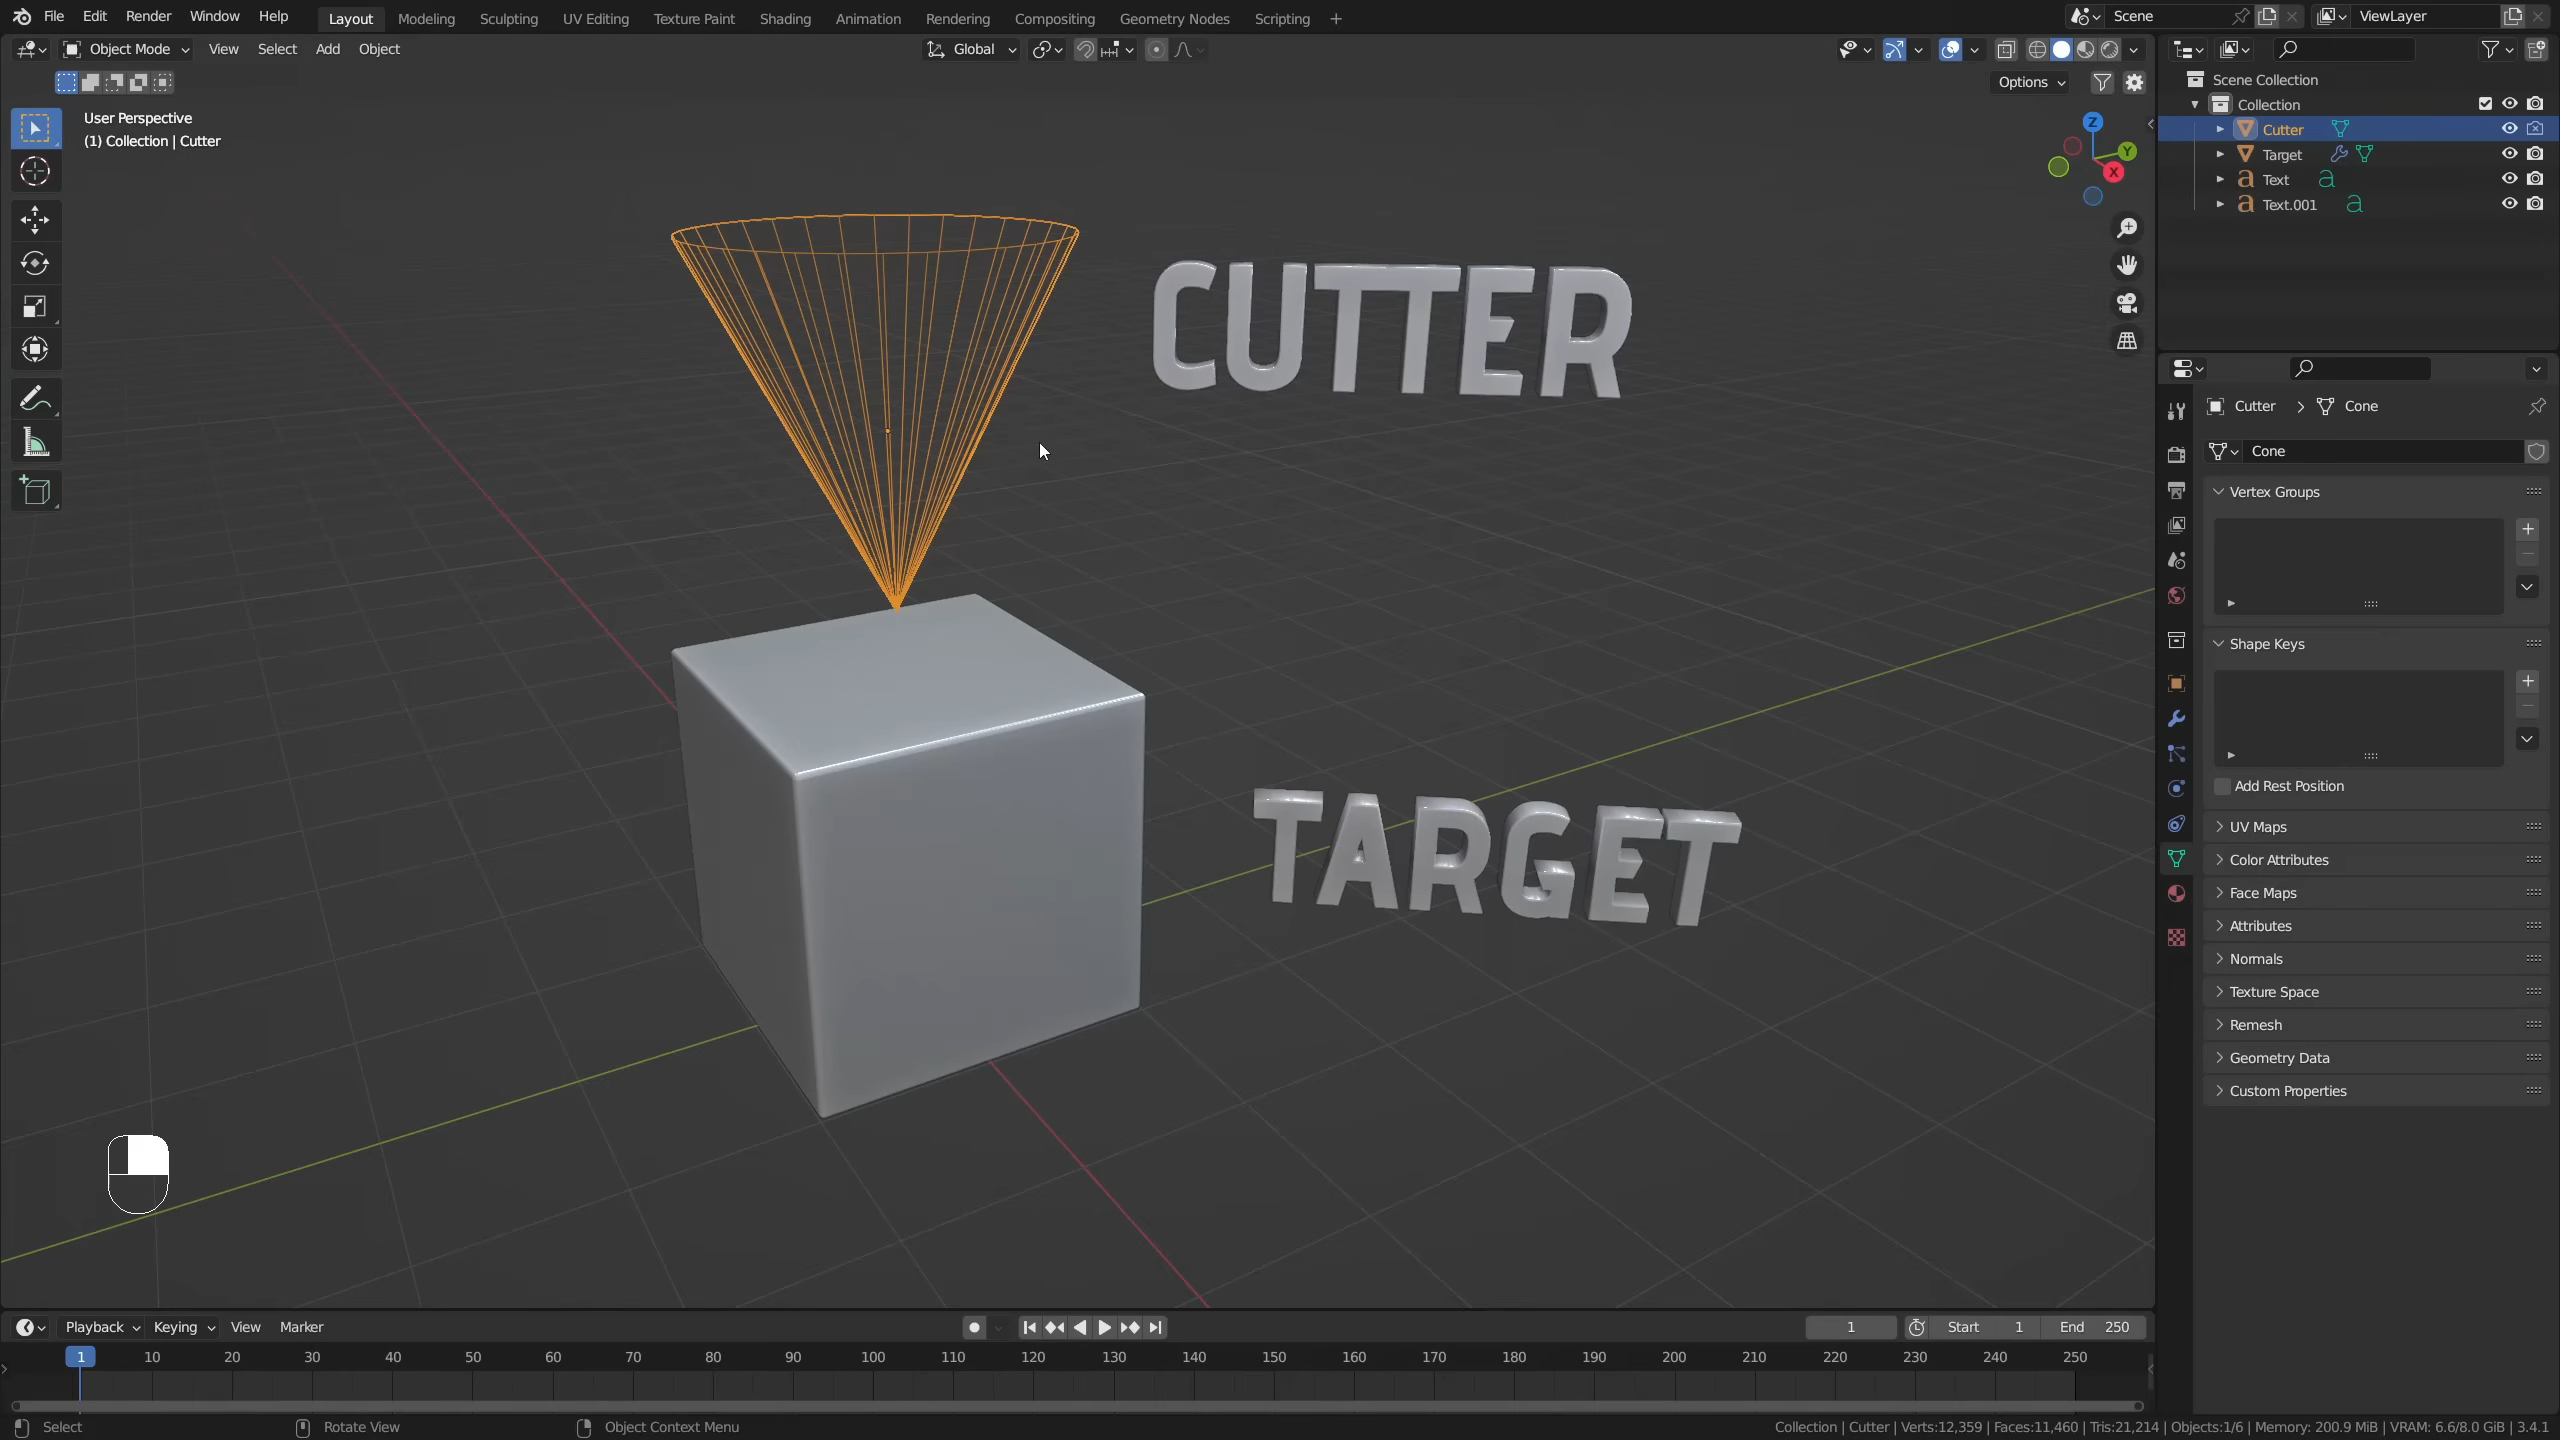 File Edit Render Window Help Layout Modeling Sculpting UV Editing Texture Paint Shading Animation Rendering Compositing Geometry Nodes Scripting Scene ViewLayer
Object Mode View Select Add Object Global
Options
User Perspective
(1) Collection | Cutter
Z
Y
X
CUTTER
TARGET
Scene Collection
Collection
Cutter
Target
Text
Text.001
Cutter Cone
Cone
Vertex Groups
Shape Keys
Add Rest Position
UV Maps
Color Attributes
Face Maps
Attributes
Normals
Texture Space
Remesh
Geometry Data
Custom Properties
Playback Keying View Marker 1 Start 1 End 250
1 10 20 30 40 50 60 70 80 90 100 110 120 130 140 150 160 170 180 190 200 210 220 230 240 250
Select Rotate View Object Context Menu Collection | Cutter | Verts:12,359 | Faces:11,460 | Tris:21,214 | Objects:1/6 | Memory: 200.9 MiB | VRAM: 6.6/8.0 GiB | 3.4.1